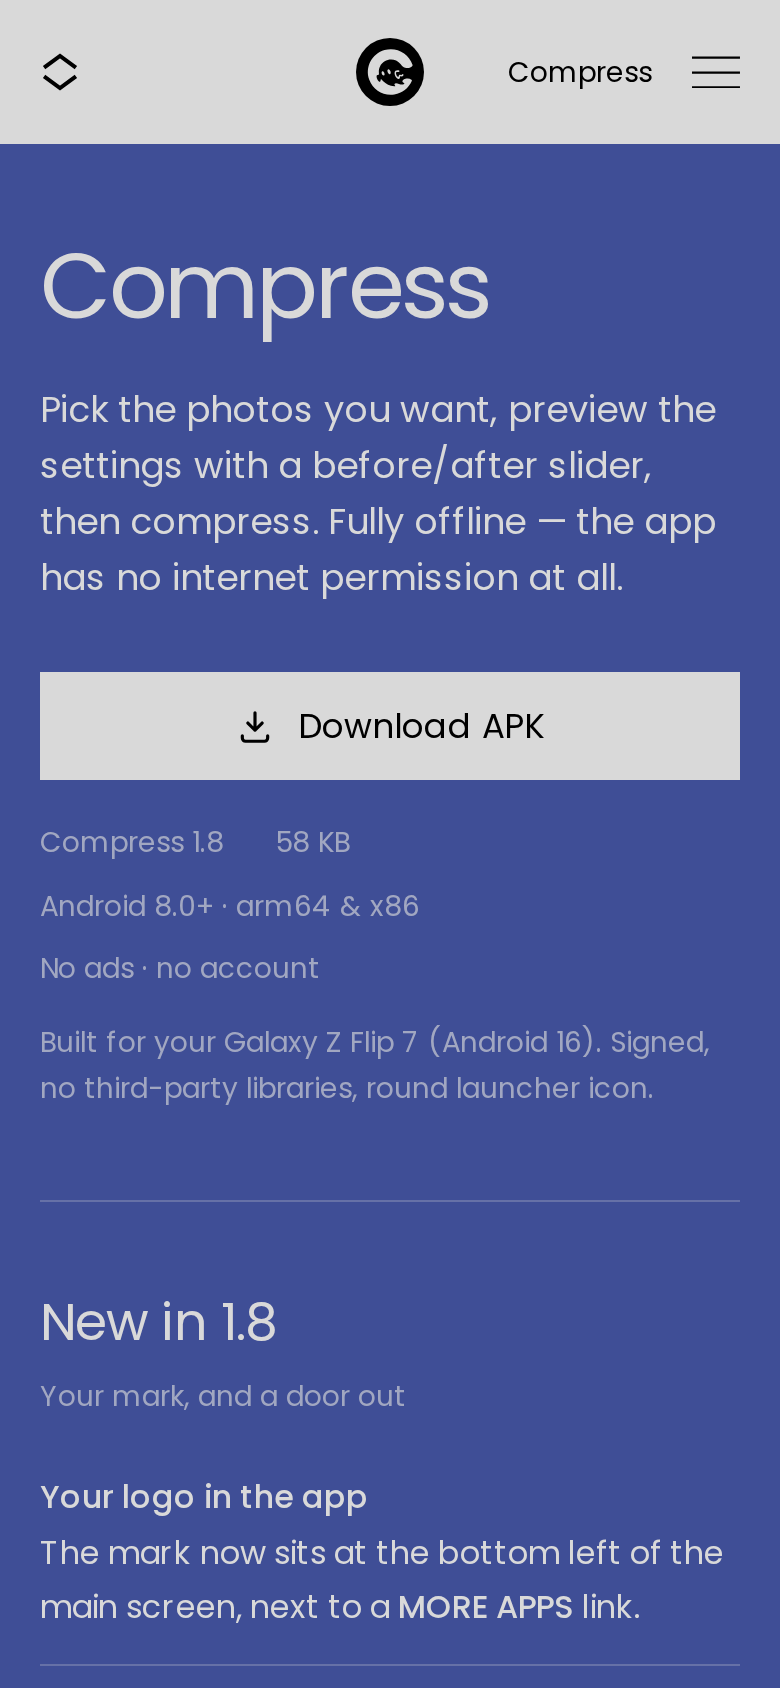 Compress
Compress
Pick the photos you want, preview the
settings with a before/after slider,
then compress. Fully offline — the app
has no internet permission at all.
Download APK
Compress 1.8 58 KB
Android 8.0+ · arm64 & x86
No ads · no account
Built for your Galaxy Z Flip 7 (Android 16). Signed,
no third-party libraries, round launcher icon.
New in 1.8
Your mark, and a door out
Your logo in the app
The mark now sits at the bottom left of the
main screen, next to a MORE APPS link.